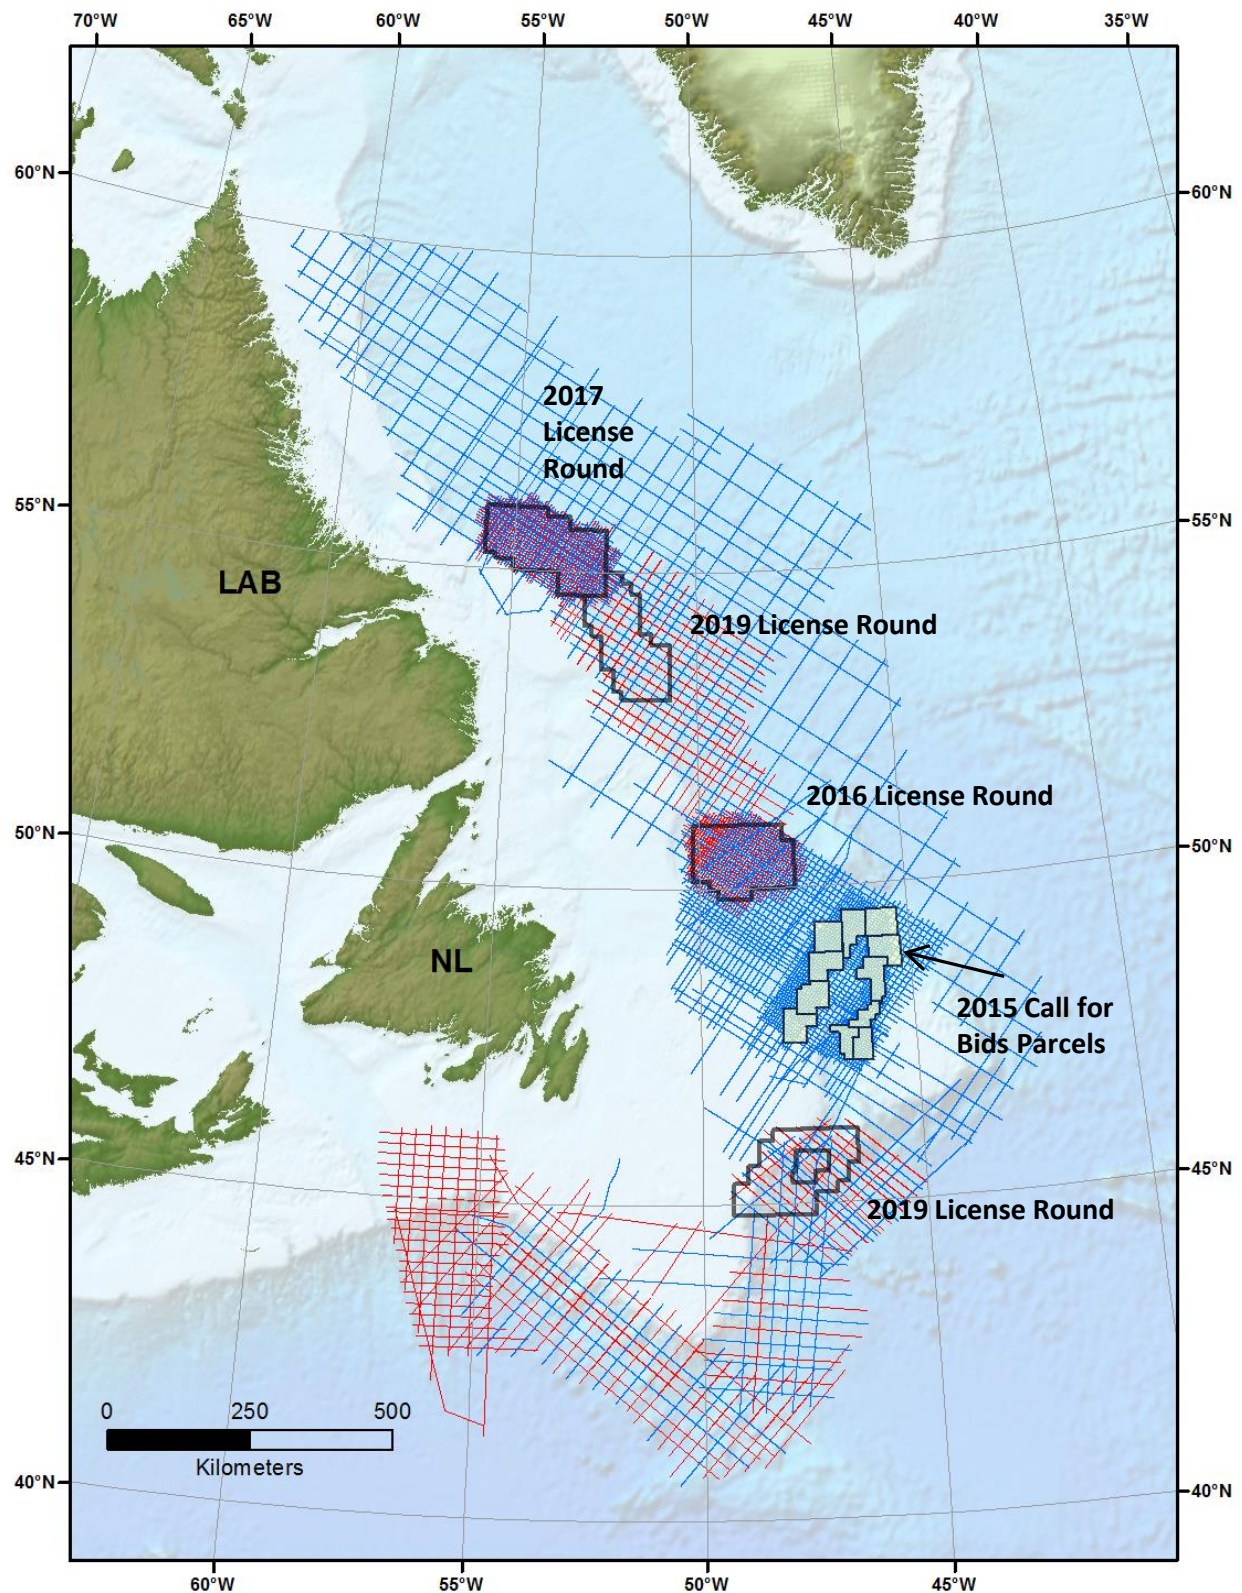 70°W 65°W 60°W 55°W 50°W 45°W 40°W 35°W
60°N
60°N
2017
License
Round
55°N
55°N
LAB
2019 License Round
2016 License Round
50°N
50°N
NL
2015 Call for
Bids Parcels
45°N
45°N
2019 License Round
0 250 500
Kilometers
40°N
40°N
60°W 55°W 50°W 45°W